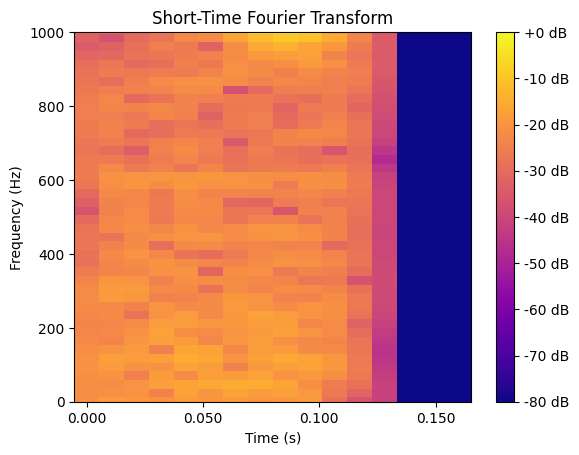 Short-Time Fourier Transform
1000
800
600
400
200
0
Frequency (Hz)
0.000
0.050
0.100
0.150
Time (s)
+0 dB
-10 dB
-20 dB
-30 dB
-40 dB
-50 dB
-60 dB
-70 dB
-80 dB